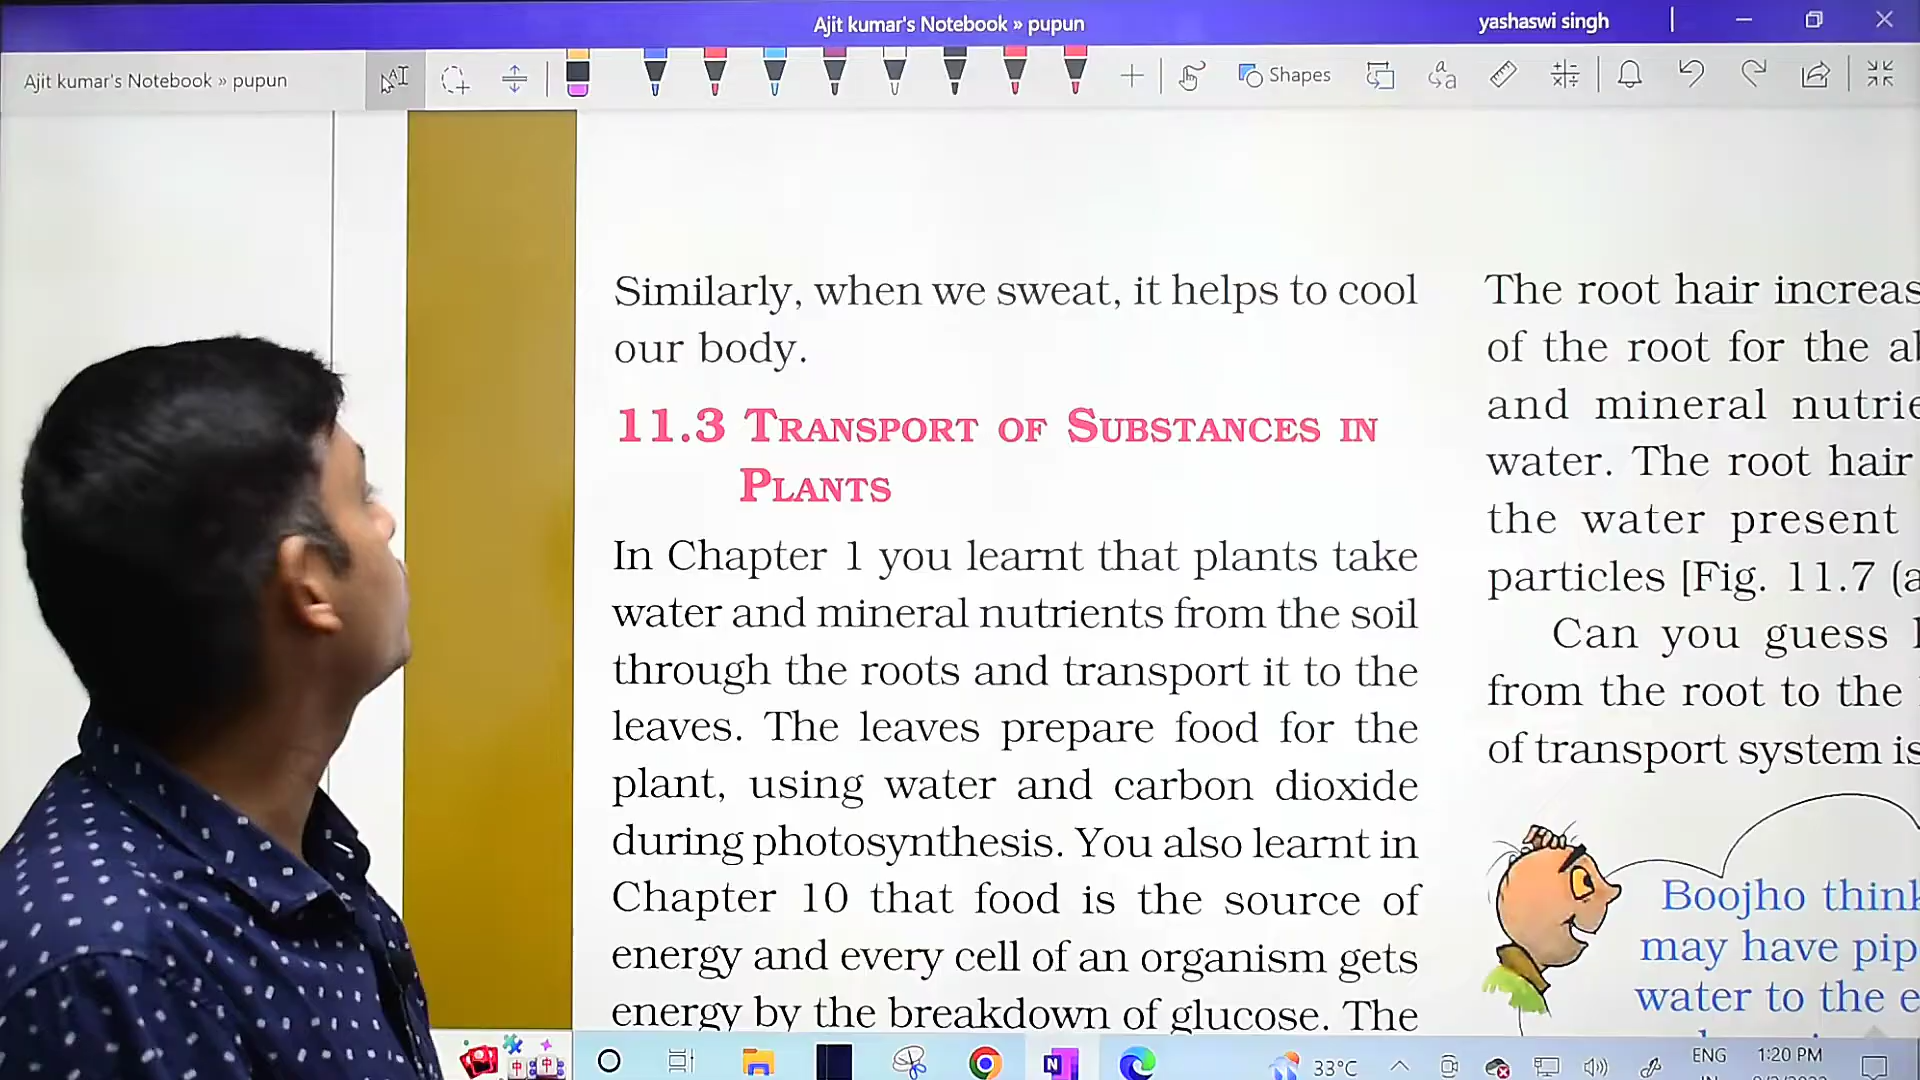 Ajit kumar's Notebook » pupun
yashaswi singh
Ajit kumar's Notebook » pupun
Shapes
Similarly, when we sweat, it helps to cool
our body.
11.3 TRANSPORT OF SUBSTANCES IN
PLANTS
In Chapter 1 you learnt that plants take
water and mineral nutrients from the soil
through the roots and transport it to the
leaves. The leaves prepare food for the
plant, using water and carbon dioxide
during photosynthesis. You also learnt in
Chapter 10 that food is the source of
energy and every cell of an organism gets
energy by the breakdown of glucose. The
The root hair increas
of the root for the a
and mineral nutrie
water. The root hair
the water present
particles [Fig. 11.7 (a
Can you guess
from the root to the
of transport system is
Boojho think
may have pip
water to the e
33°C
ENG
1:20 PM
IN